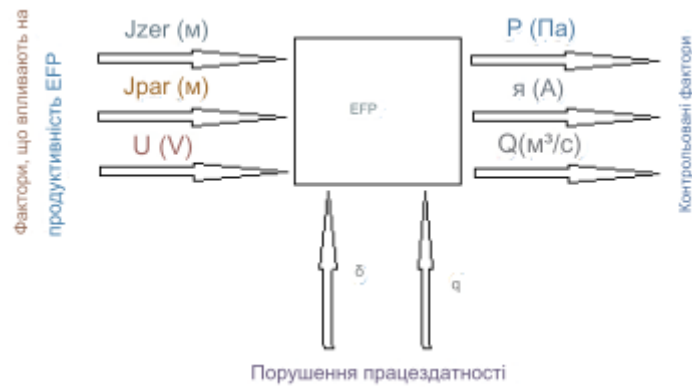 Фактори, що впливають на
продуктивність EFP
Jzer (м)
Jpar (м)
U (V)
EFP
P (Па)
я (А)
Q(м³/с)
Контрольовані фактори
δ
q
Порушення працездатності